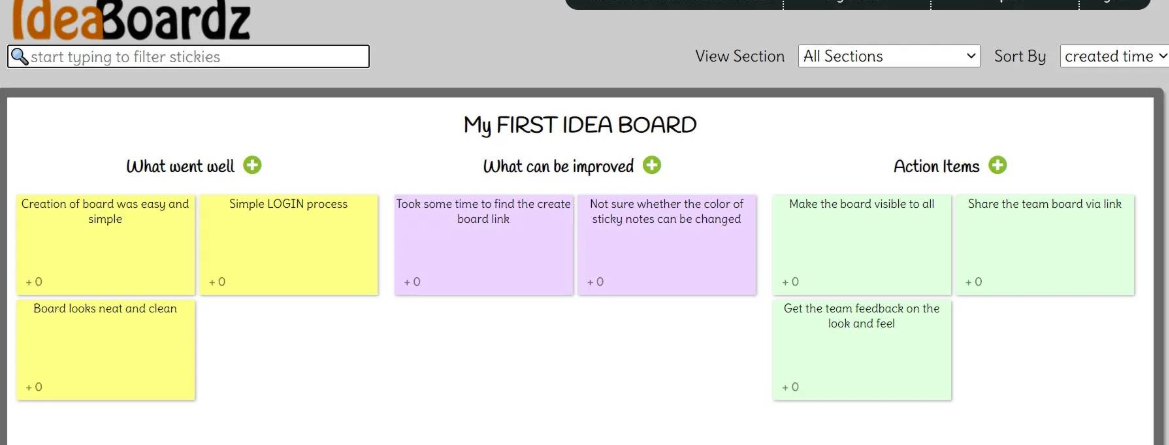 IdeaBoardz
start typing to filter stickies
View Section
All Sections
Sort By
created time
My FIRST IDEA BOARD
What went well
What can be improved
Action Items
Creation of board was easy and
simple
+ 0
Simple LOGIN process
+ 0
Took some time to find the create
board link
+ 0
Not sure whether the color of
sticky notes can be changed
+ 0
Make the board visible to all
+ 0
Share the team board via link
+ 0
Board looks neat and clean
+ 0
Get the team feedback on the
look and feel
+ 0